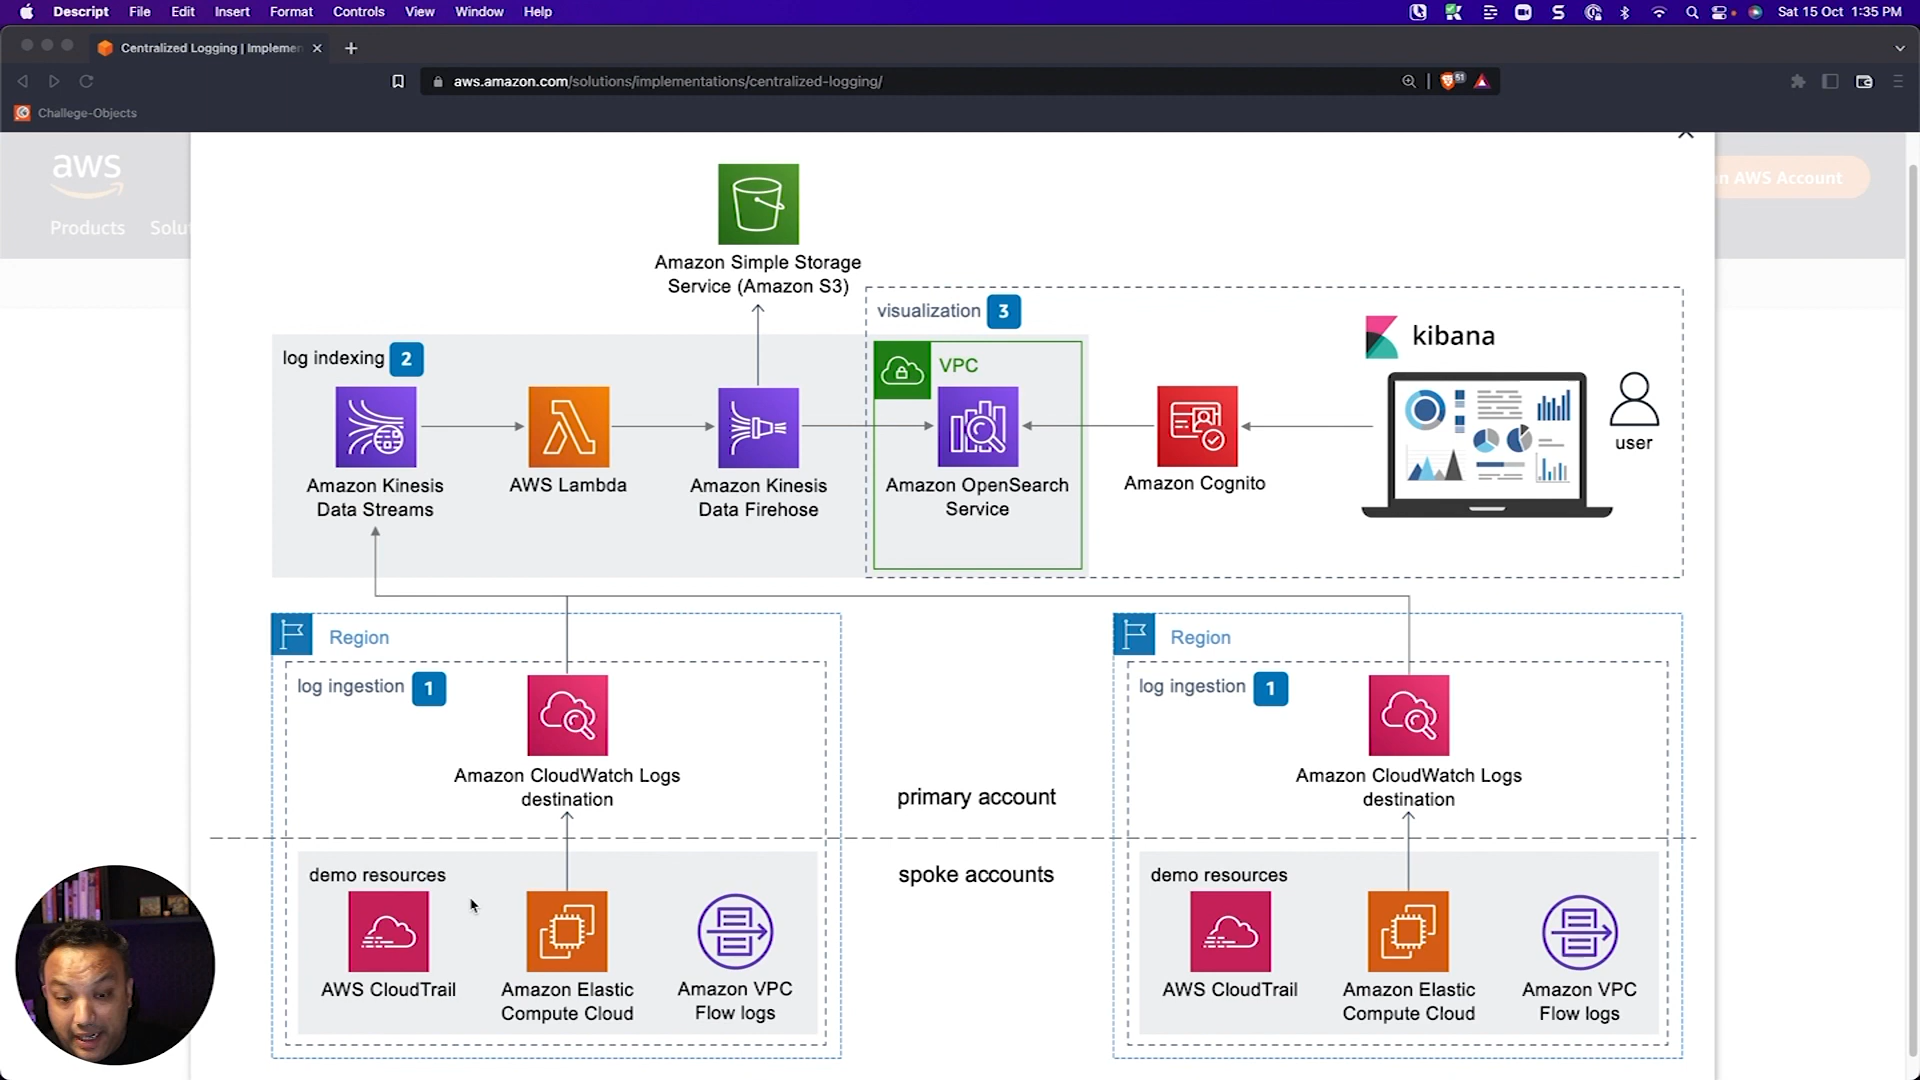 Descript File Edit Insert Format Controls View Window Help
Sat 15 Oct 1:35 PM
Centralized Logging | Implemen
aws.amazon.com/solutions/implementations/centralized-logging/
51
Challege-Objects
aws
n AWS Account
Products Solu
Amazon Simple Storage
Service (Amazon S3)
visualization 3
kibana
log indexing 2
VPC
user
Amazon Kinesis
Data Streams
AWS Lambda
Amazon Kinesis
Data Firehose
Amazon OpenSearch
Service
Amazon Cognito
Region
Region
log ingestion 1
log ingestion 1
Amazon CloudWatch Logs
destination
primary account
Amazon CloudWatch Logs
destination
spoke accounts
demo resources
demo resources
AWS CloudTrail
Amazon Elastic
Compute Cloud
Amazon VPC
Flow logs
AWS CloudTrail
Amazon Elastic
Compute Cloud
Amazon VPC
Flow logs